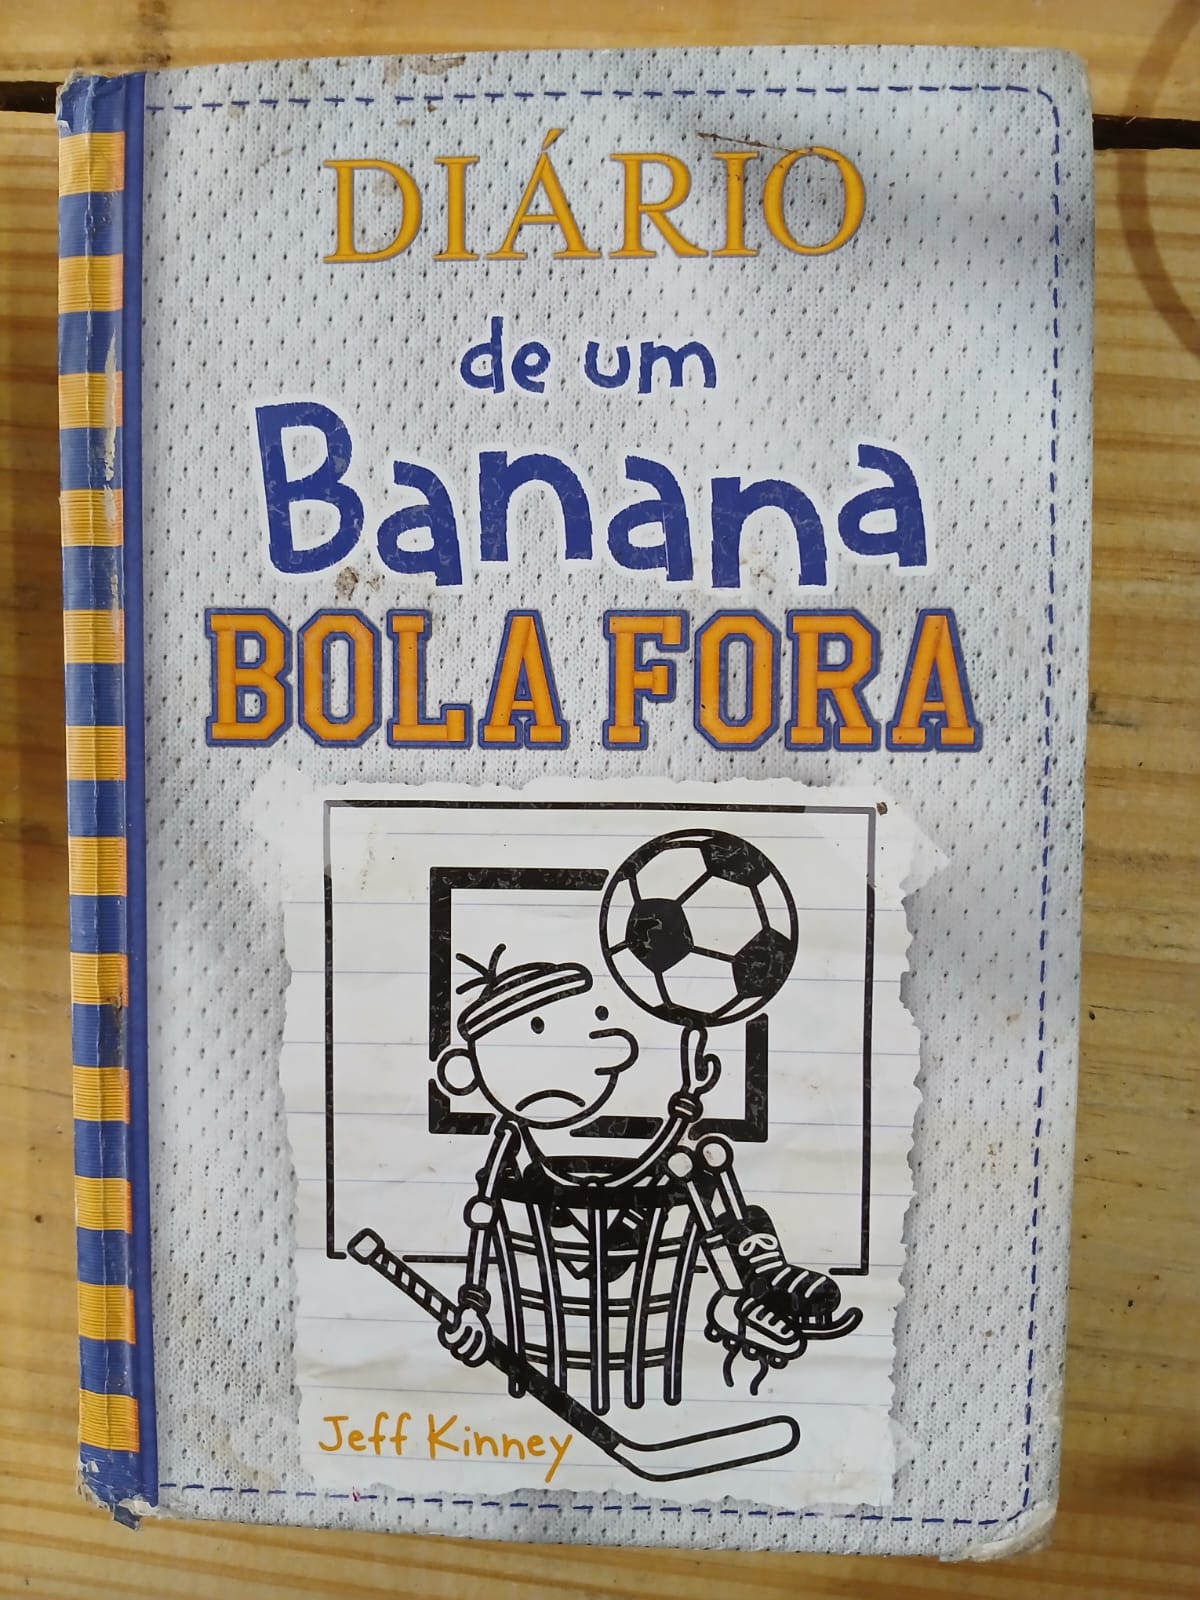 DIÁRIO
de um
Banana
BOLA FORA
Jeff Kinney